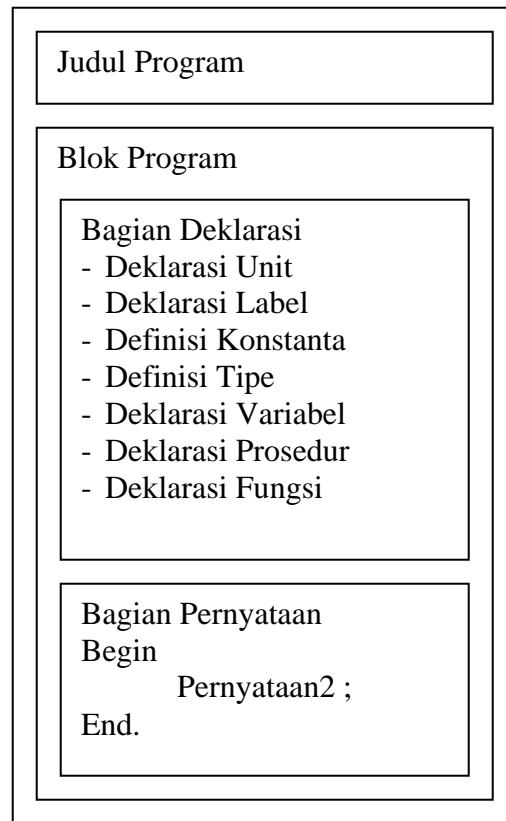 Judul Program
Blok Program
Bagian Deklarasi
- Deklarasi Unit
- Deklarasi Label
- Definisi Konstanta
- Definisi Tipe
- Deklarasi Variabel
- Deklarasi Prosedur
- Deklarasi Fungsi
Bagian Pernyataan
Begin
Pernyataan2 ;
End.